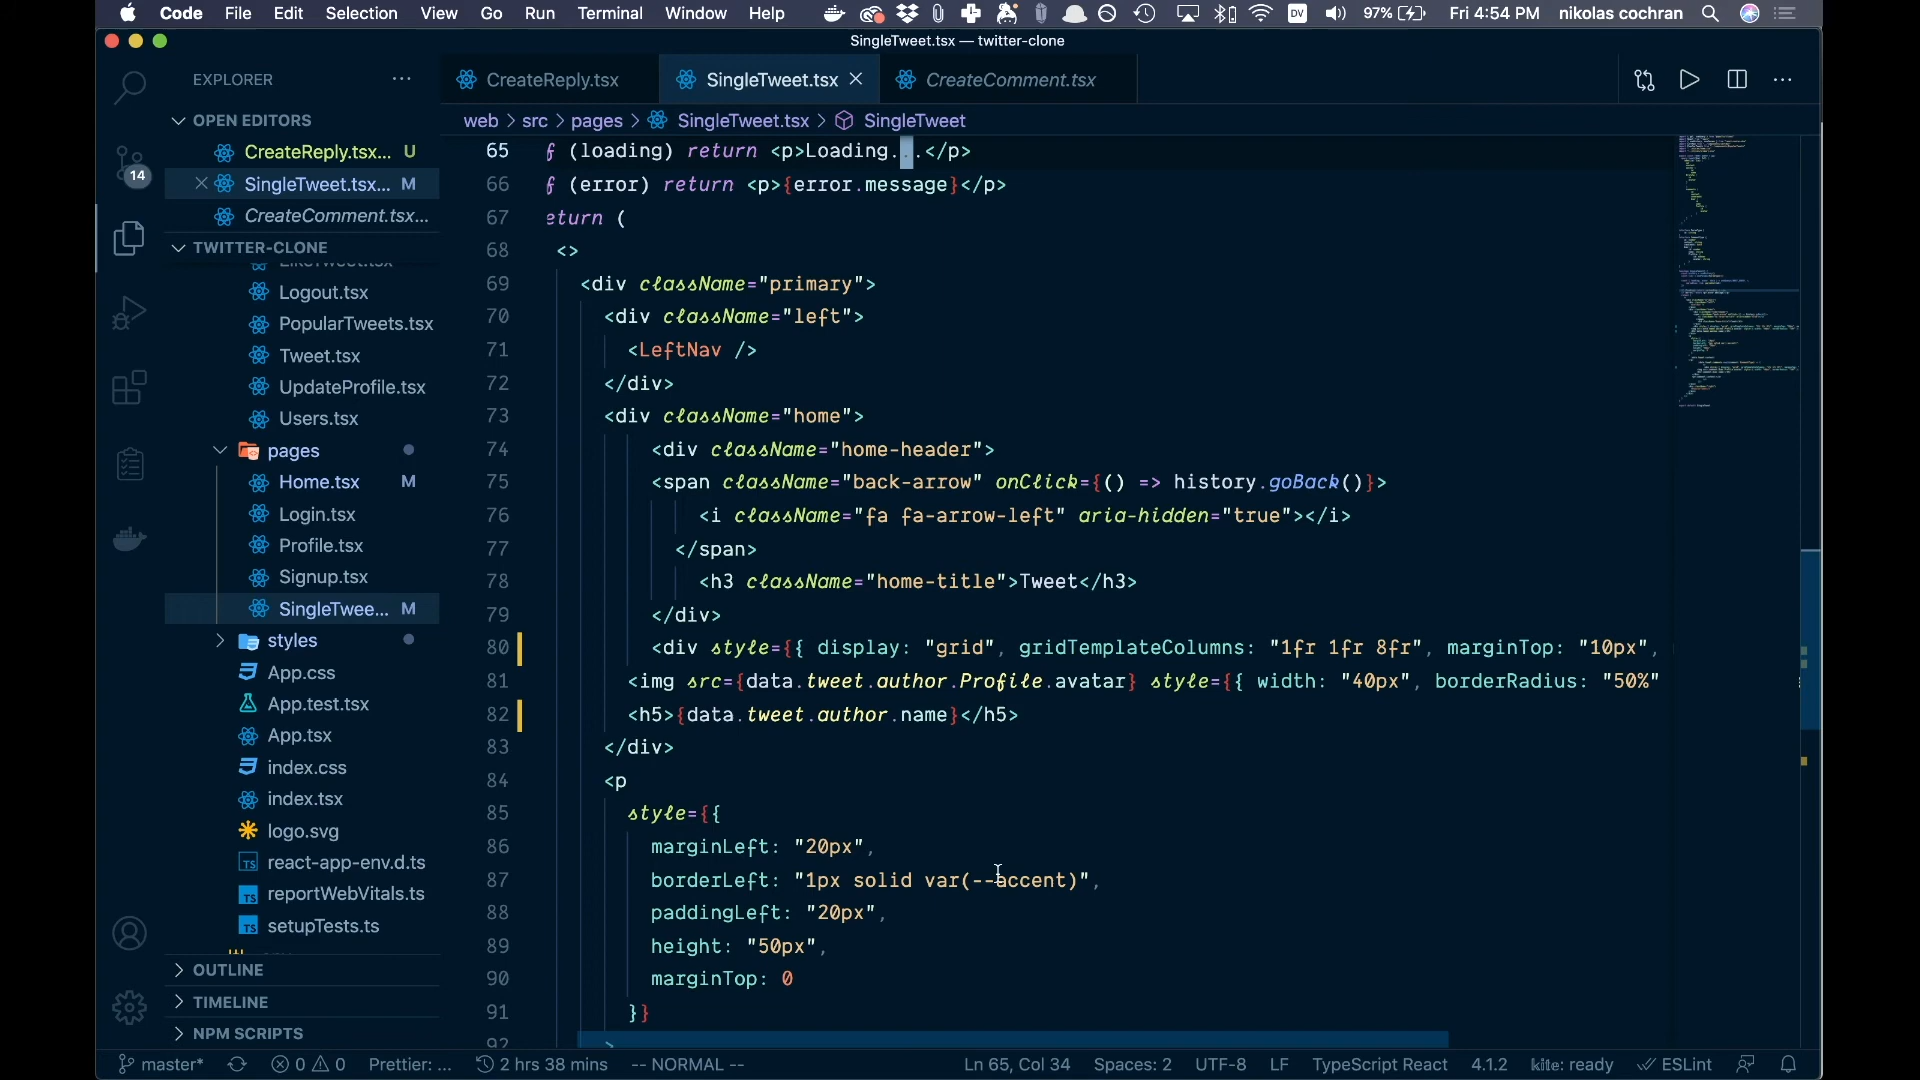 Code File Edit Selection View Go Run Terminal Window Help DV 97% Fri 4:54 PM nikolas cochran
SingleTweet.tsx — twitter-clone
EXPLORER
CreateReply.tsx
SingleTweet.tsx
CreateComment.tsx
OPEN EDITORS
CreateReply.tsx... U
SingleTweet.tsx... M
CreateComment.tsx...
14
TWITTER-CLONE
LikeTweet.tsx
Logout.tsx
PopularTweets.tsx
Tweet.tsx
UpdateProfile.tsx
Users.tsx
pages
Home.tsx M
Login.tsx
Profile.tsx
Signup.tsx
SingleTwee... M
styles
App.css
App.test.tsx
App.tsx
index.css
index.tsx
logo.svg
react-app-env.d.ts
reportWebVitals.ts
setupTests.ts
OUTLINE
TIMELINE
NPM SCRIPTS
web > src > pages > SingleTweet.tsx > SingleTweet
65 f (loading) return <p>Loading...</p>
66 f (error) return <p>{error.message}</p>
67 eturn (
68 <>
69 <div className="primary">
70 <div className="left">
71 <LeftNav />
72 </div>
73 <div className="home">
74 <div className="home-header">
75 <span className="back-arrow" onClick={() => history.goBack()}>
76 <i className="fa fa-arrow-left" aria-hidden="true"></i>
77 </span>
78 <h3 className="home-title">Tweet</h3>
79 </div>
80 <div style={{ display: "grid", gridTemplateColumns: "1fr 1fr 8fr", marginTop: "10px",
81 <img src={data.tweet.author.Profile.avatar} style={{ width: "40px", borderRadius: "50%"
82 <h5>{data.tweet.author.name}</h5>
83 </div>
84 <p
85 style={{
86 marginLeft: "20px",
87 borderLeft: "1px solid var(--accent)",
88 paddingLeft: "20px",
89 height: "50px",
90 marginTop: 0
91 }}
92 >
master* 0 0 Prettier: ... 2 hrs 38 mins -- NORMAL -- Ln 65, Col 34 Spaces: 2 UTF-8 LF TypeScript React 4.1.2 kite: ready ESLint